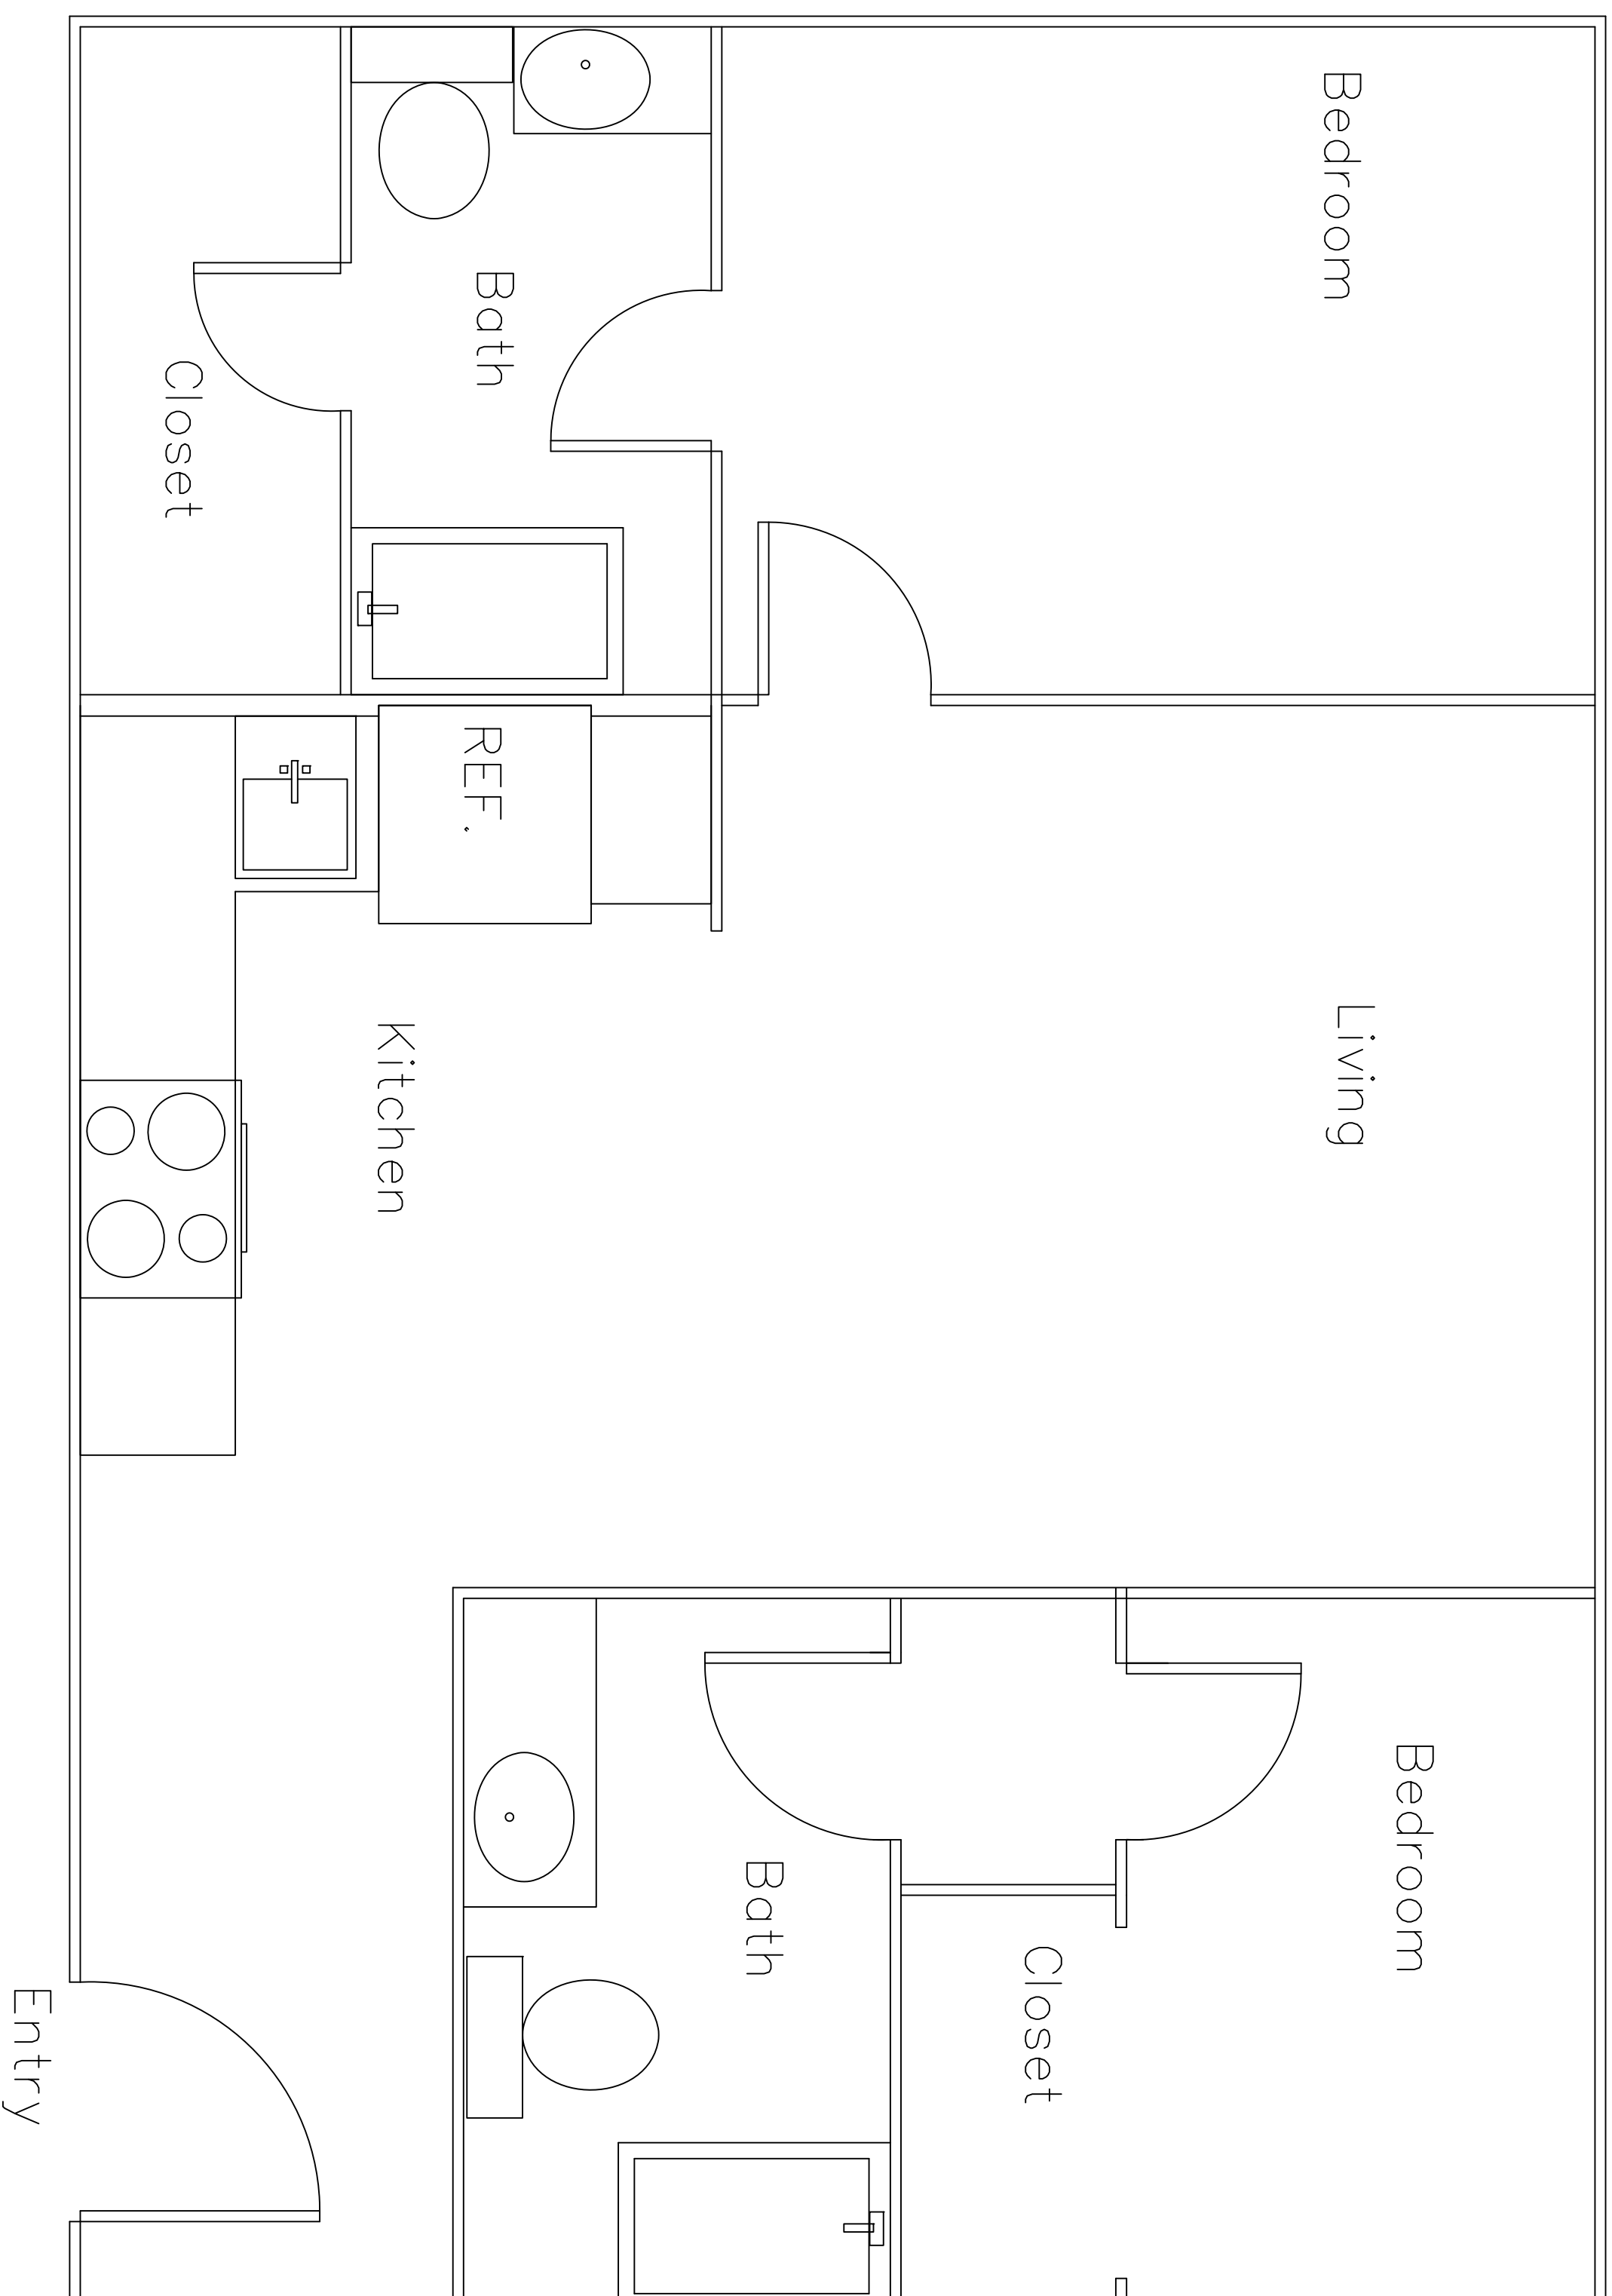 Bedroom
Bath
Closet
REF.
Living
Kitchen
Bedroom
Bath
Closet
Entry